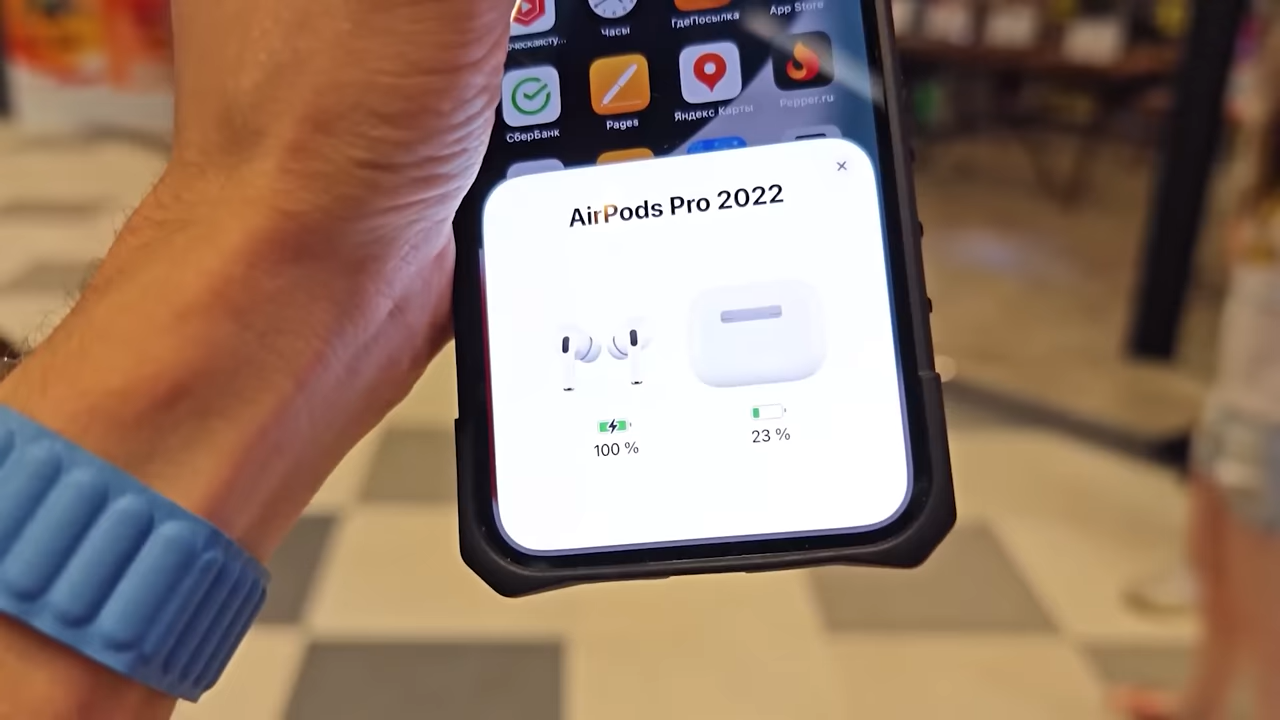 Часы
ГдеПосылка
App Store
СберБанк
Pages
Яндекс Карты
Pepper.ru
AirPods Pro 2022
100 %
23 %